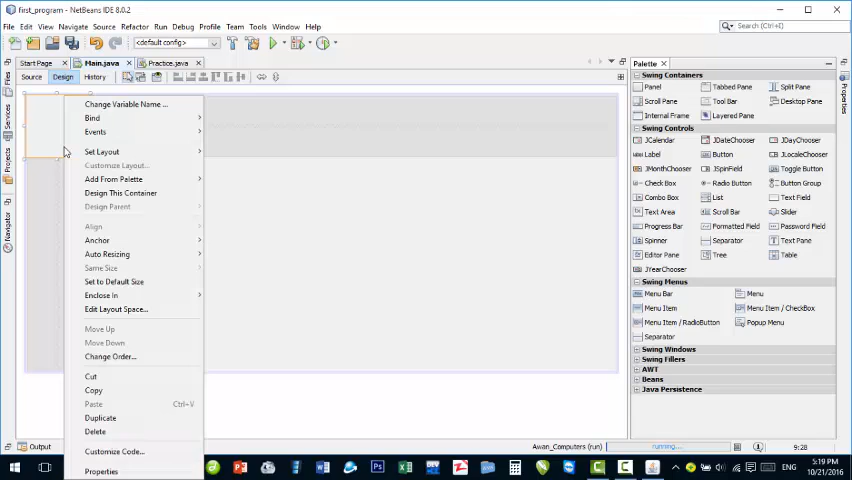 first_program - NetBeans IDE 8.0.2
File Edit View Navigate Source Refactor Run Debug Profile Team Tools Awan Window Help
Search (Ctrl+I)
<default config>
Start Page Main.java Practice.java
Source Design History
Files
Services
Projects
Navigator
Change Variable Name ...
Bind
Events
Set Layout
Customize Layout...
Add From Palette
Design This Container
Design Parent
Align
Anchor
Auto Resizing
Same Size
Set to Default Size
Enclose In
Edit Layout Space...
Move Up
Move Down
Change Order...
Cut
Copy
Paste Ctrl+V
Duplicate
Delete
Customize Code...
Properties
Palette
Swing Containers
Panel Tabbed Pane Split Pane
Scroll Pane Tool Bar Desktop Pane
Internal Frame Layered Pane
Swing Controls
JCalendar JDateChooser JDayChooser
Label Button JLocaleChooser
JMonthChooser JSpinField Toggle Button
Check Box Radio Button Button Group
Combo Box List Text Field
Text Area Scroll Bar Slider
Progress Bar Formatted Field Password Field
Spinner Separator Text Pane
Editor Pane Tree Table
JYearChooser
Swing Menus
Menu Bar Menu
Menu Item Menu Item / CheckBox
Menu Item / RadioButton Popup Menu
Separator
Swing Windows
Swing Fillers
AWT
Beans
Java Persistence
Properties
Output Awan_Computers (run) running... 9:28
ENG 5:19 PM
10/21/2016